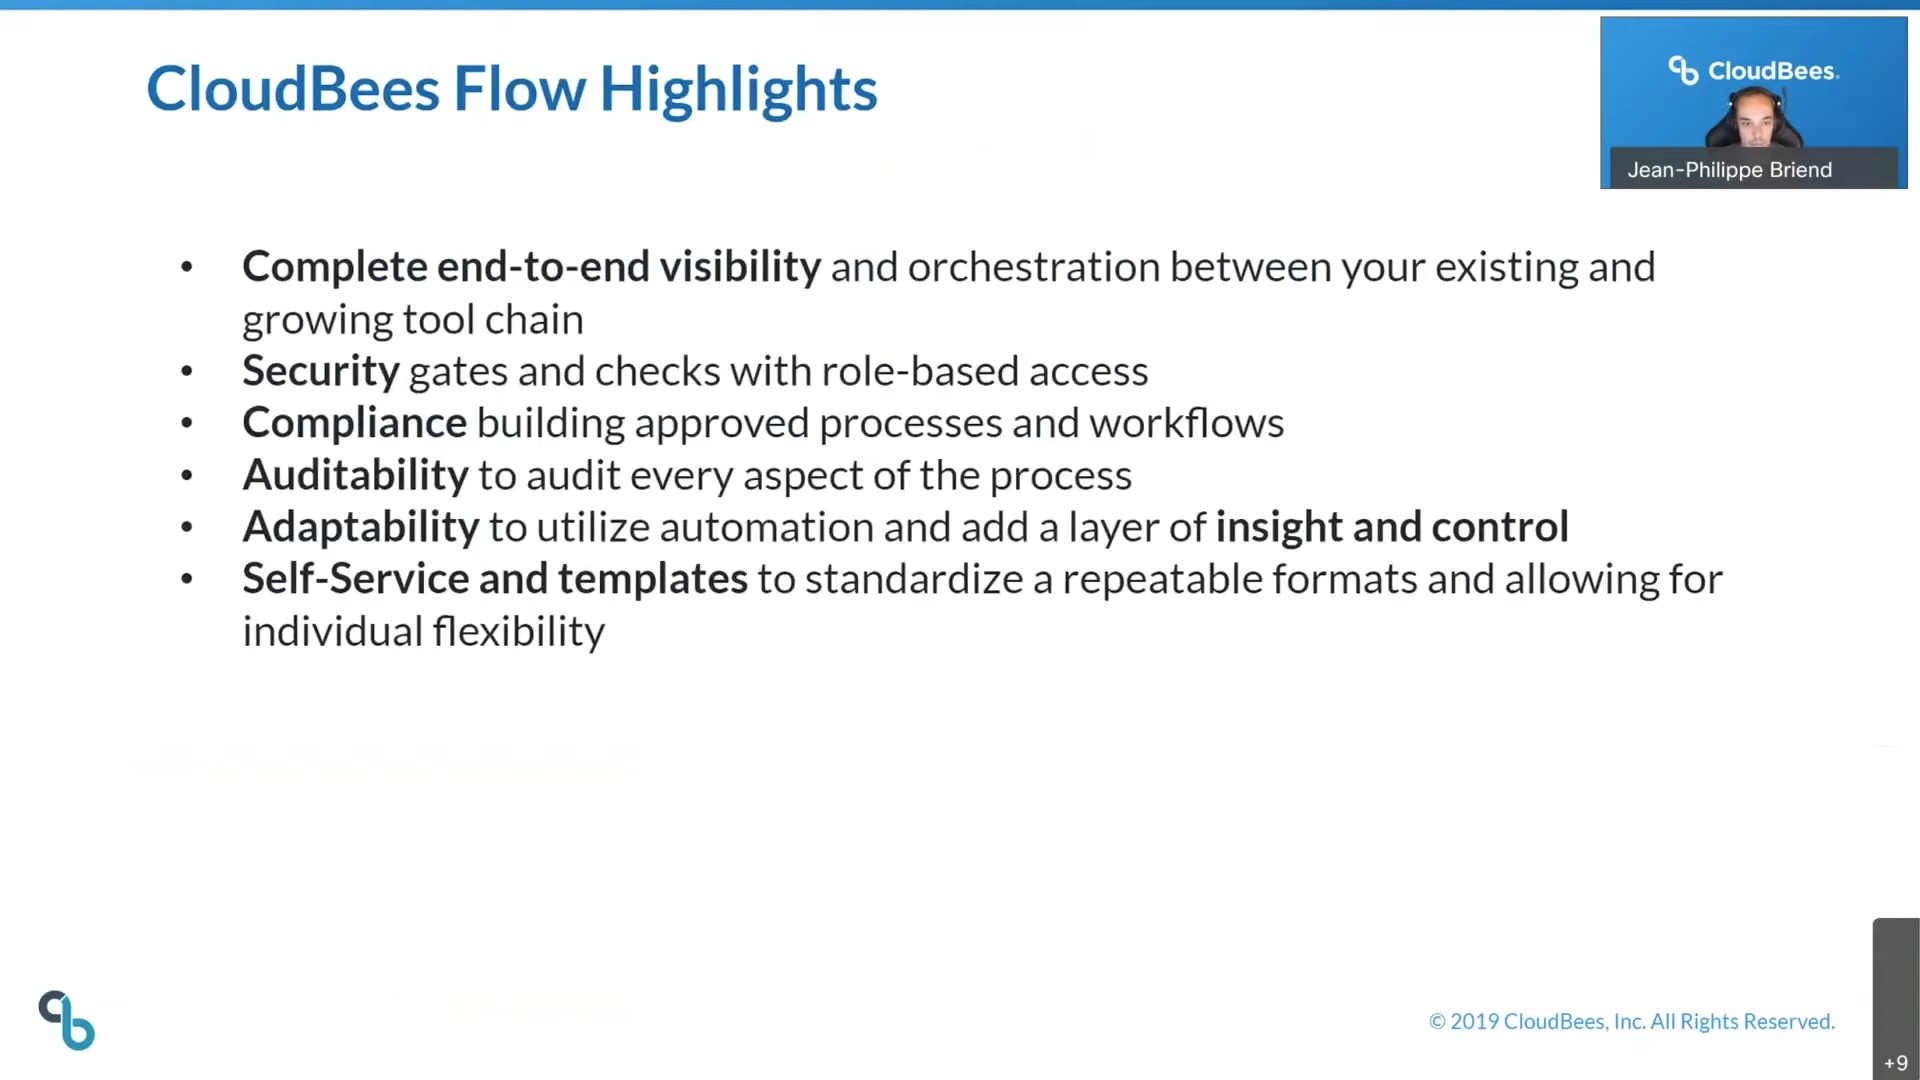 CloudBees Flow Highlights
CloudBees.
Jean-Philippe Briend
• Complete end-to-end visibility and orchestration between your existing and
growing tool chain
• Security gates and checks with role-based access
• Compliance building approved processes and workflows
• Auditability to audit every aspect of the process
• Adaptability to utilize automation and add a layer of insight and control
• Self-Service and templates to standardize a repeatable formats and allowing for
individual flexibility
© 2019 CloudBees, Inc. All Rights Reserved.
+9